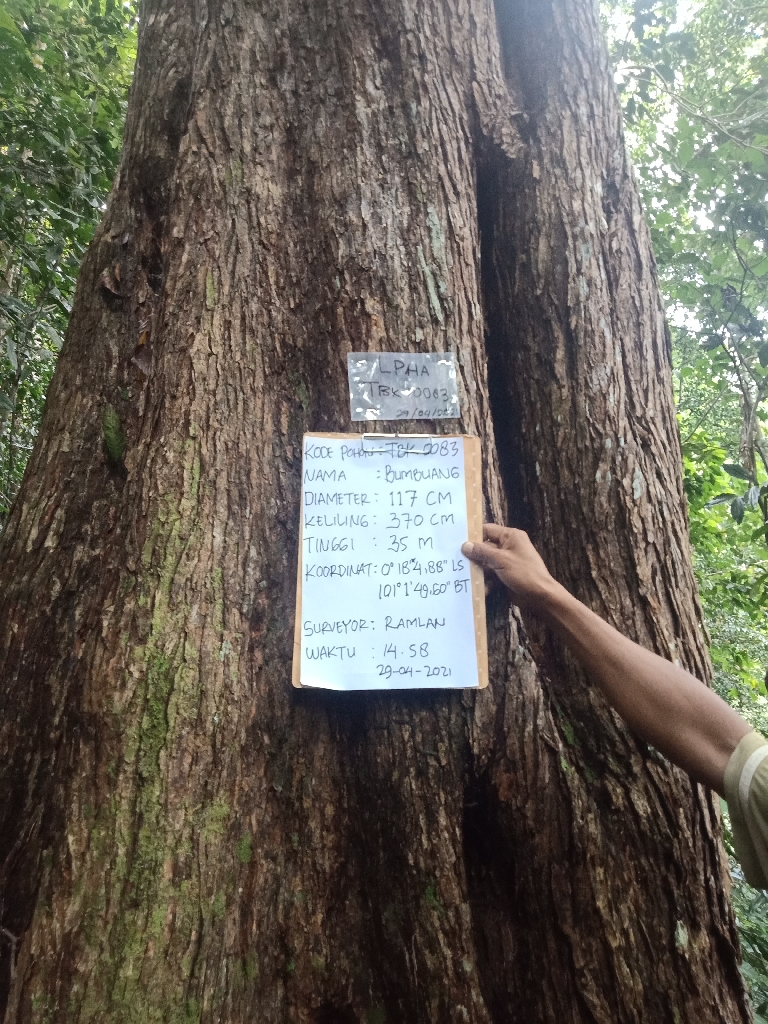 LPHA
TBK 0083
29/04/2021
KODE POHON : TBK 0083
NAMA : BUMBUANG
DIAMETER : 117 CM
KELILING : 370 CM
TINGGI : 35 M
KOORDINAT : 0° 18' 4.88" LS
101° 1' 49.60" BT
SURVEYOR : RAMLAN
WAKTU : 14.58
29-04-2021